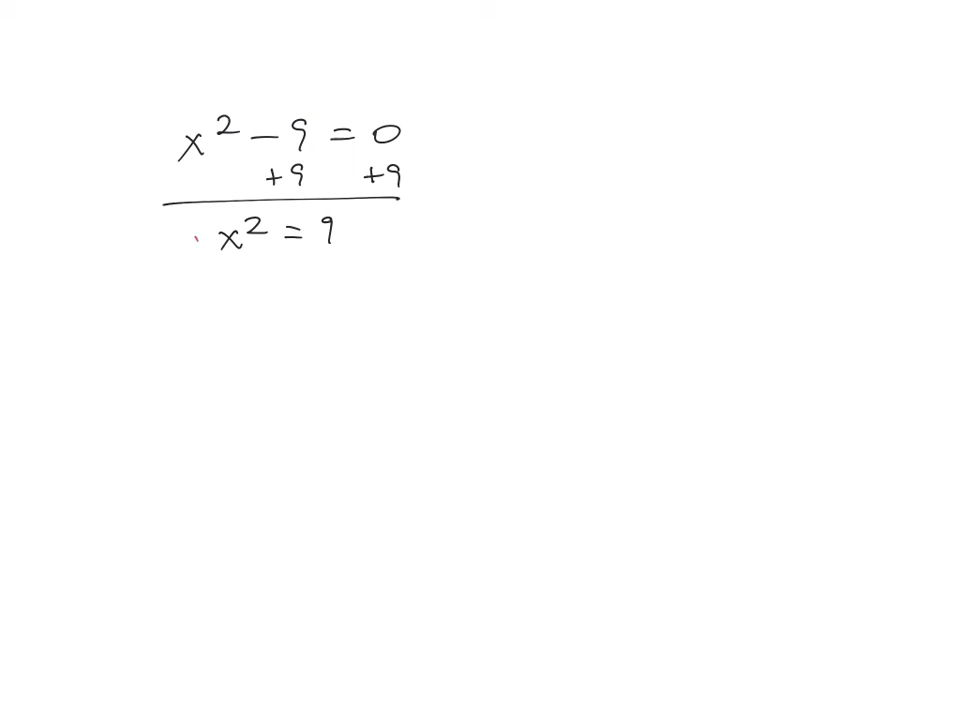 x² - 9 = 0
+9 +9
x² = 9